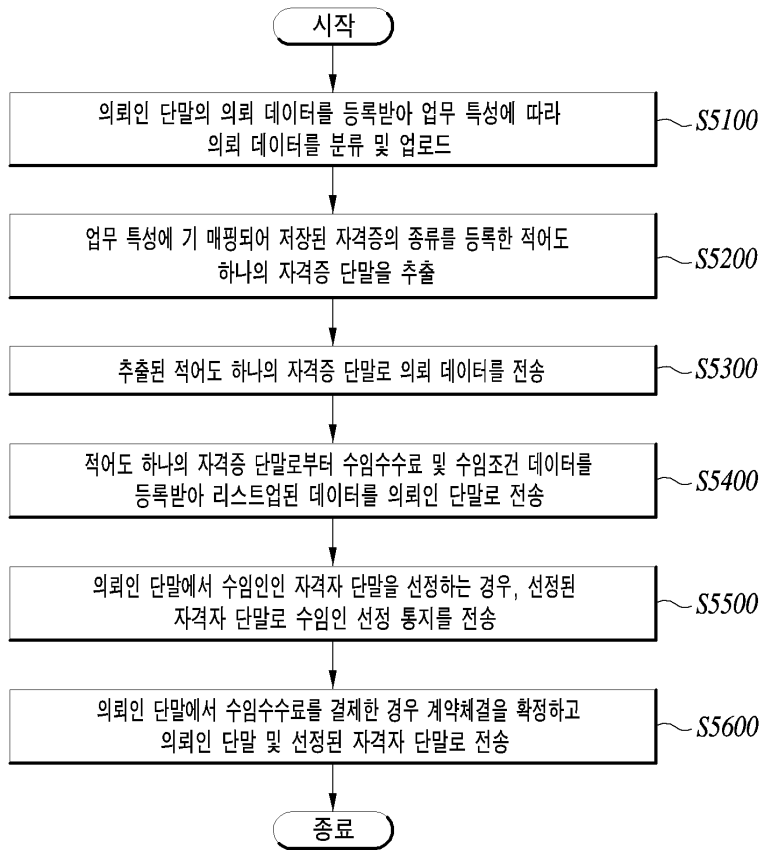 시작
의뢰인 단말의 의뢰 데이터를 등록받아 업무 특성에 따라
의뢰 데이터를 분류 및 업로드
S5100
업무 특성에 기 매핑되어 저장된 자격증의 종류를 등록한 적어도
하나의 자격증 단말을 추출
S5200
추출된 적어도 하나의 자격증 단말로 의뢰 데이터를 전송
S5300
적어도 하나의 자격증 단말로부터 수임수수료 및 수임조건 데이터를
등록받아 리스트업된 데이터를 의뢰인 단말로 전송
S5400
의뢰인 단말에서 수임인인 자격자 단말을 선정하는 경우, 선정된
자격자 단말로 수임인 선정 통지를 전송
S5500
의뢰인 단말에서 수임수수료를 결제한 경우 계약체결을 확정하고
의뢰인 단말 및 선정된 자격자 단말로 전송
S5600
종료